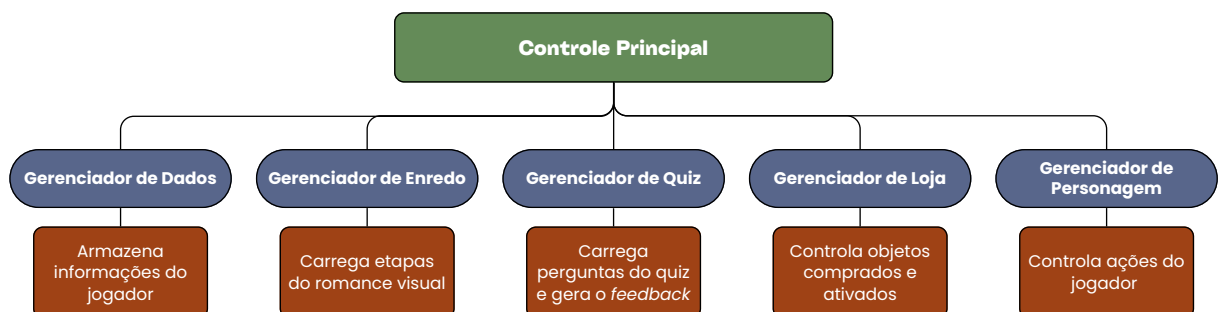 Controle Principal
Gerenciador de Dados
Gerenciador de Enredo
Gerenciador de Quiz
Gerenciador de Loja
Gerenciador de
Personagem
Armazena
informações do
jogador
Carrega etapas
do romance visual
Carrega
perguntas do quiz
e gera o feedback
Controla objetos
comprados e
ativados
Controla ações do
jogador